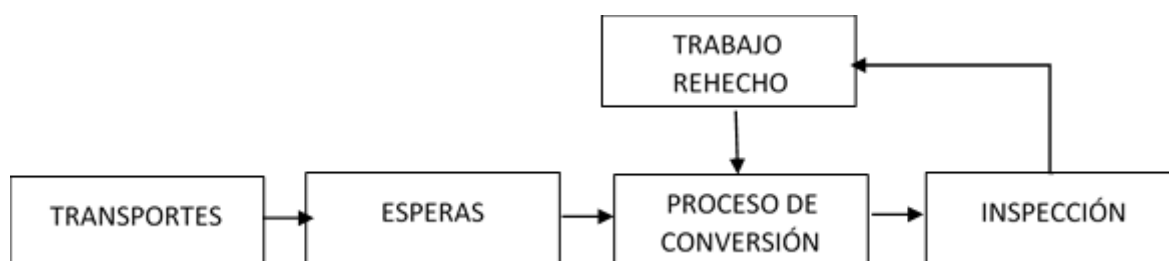 TRABAJO
REHECHO
TRANSPORTES
ESPERAS
PROCESO DE
CONVERSIÓN
INSPECCIÓN